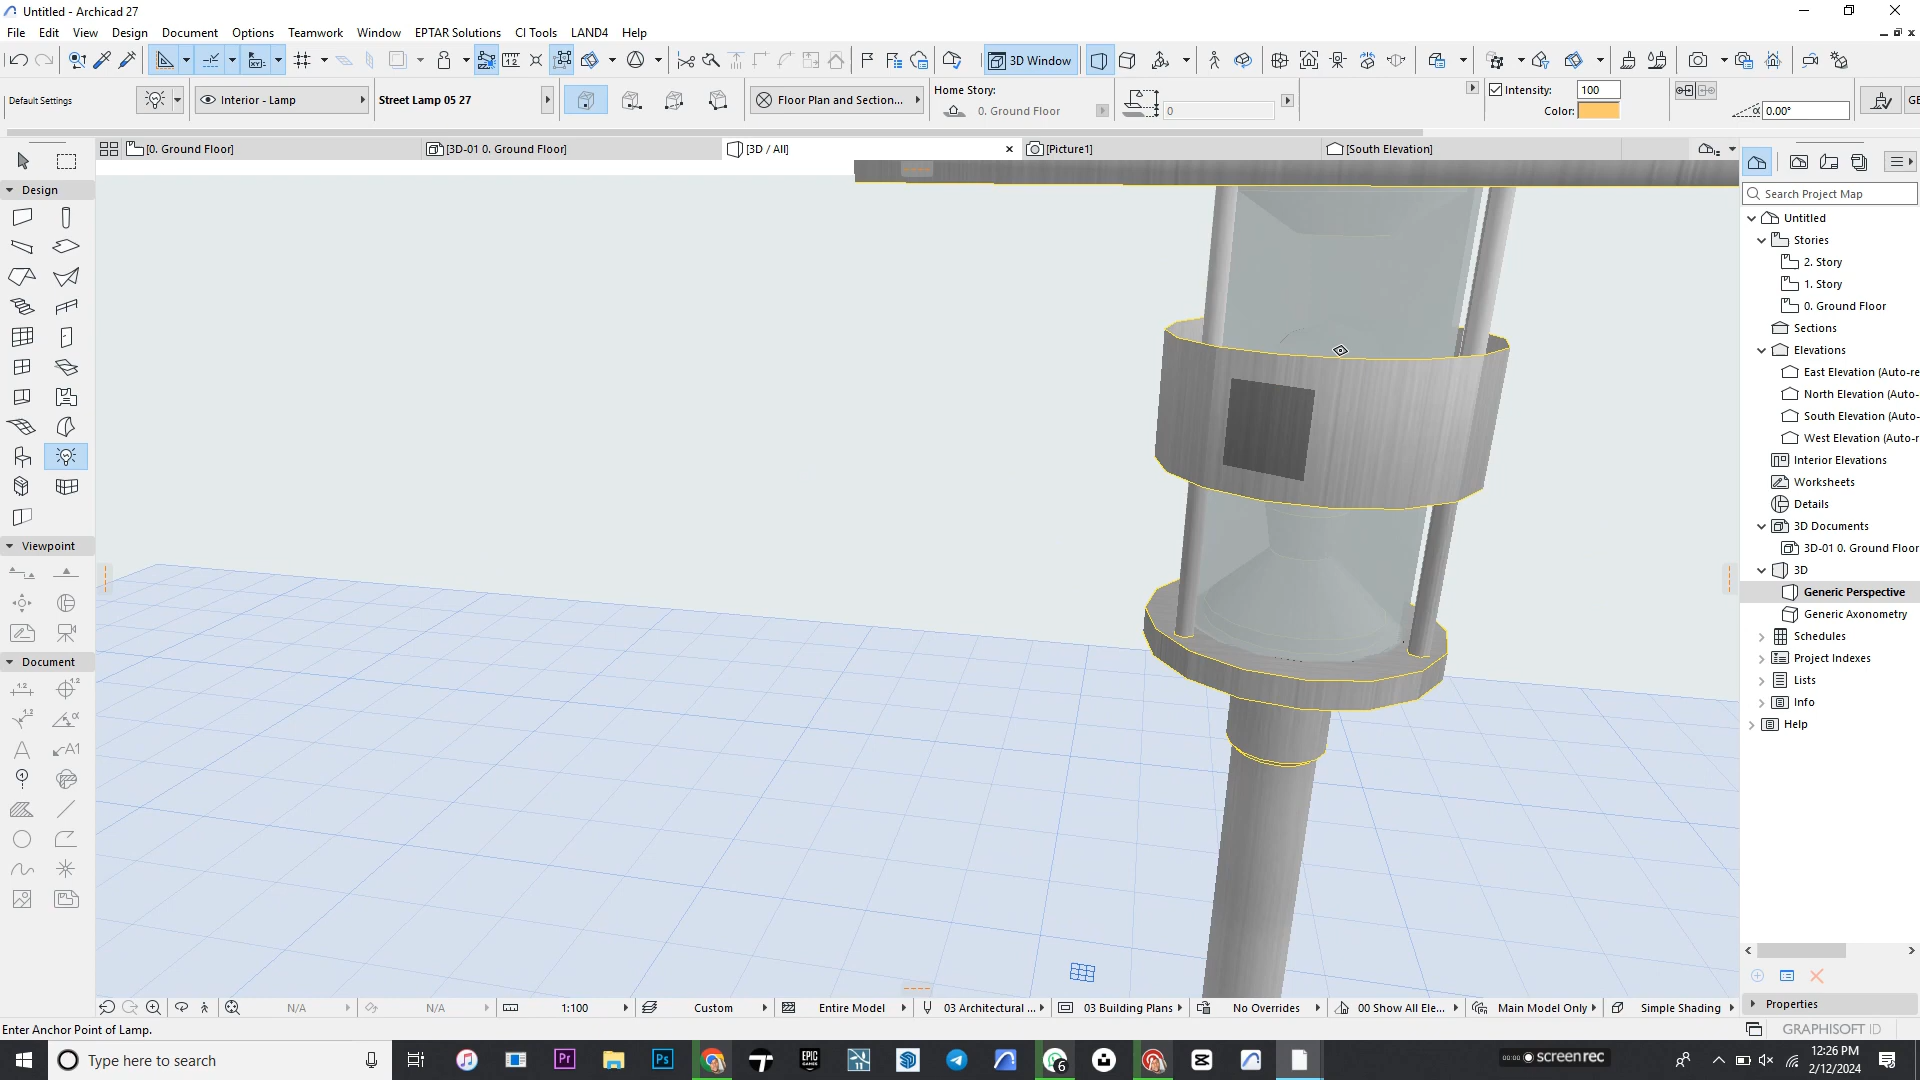 Untitled - Archicad 27
File Edit View Design Document Options Teamwork Window EPTAR Solutions CI Tools LAND4 Help
3D Window
Default Settings
Interior - Lamp
Street Lamp 05 27
Floor Plan and Section...
Home Story:
0. Ground Floor
0
Intensity: 100
Color:
0.00°
GE
[0. Ground Floor]
[3D-01 0. Ground Floor]
[3D / All]
[Picture1]
[South Elevation]
Design
Viewpoint
Document
Search Project Map
Untitled
Stories
2. Story
1. Story
0. Ground Floor
Sections
Elevations
East Elevation (Auto-re
North Elevation (Auto-
South Elevation (Auto-
West Elevation (Auto-r
Interior Elevations
Worksheets
Details
3D Documents
3D-01 0. Ground Floor
3D
Generic Perspective
Generic Axonometry
Schedules
Project Indexes
Lists
Info
Help
Properties
N/A
N/A
1:100
Custom
Entire Model
03 Architectural ...
03 Building Plans
No Overrides
00 Show All Ele...
Main Model Only
Simple Shading
Enter Anchor Point of Lamp.
GRAPHISOFT ID
Type here to search
00:00 screenrec
12:26 PM
2/12/2024